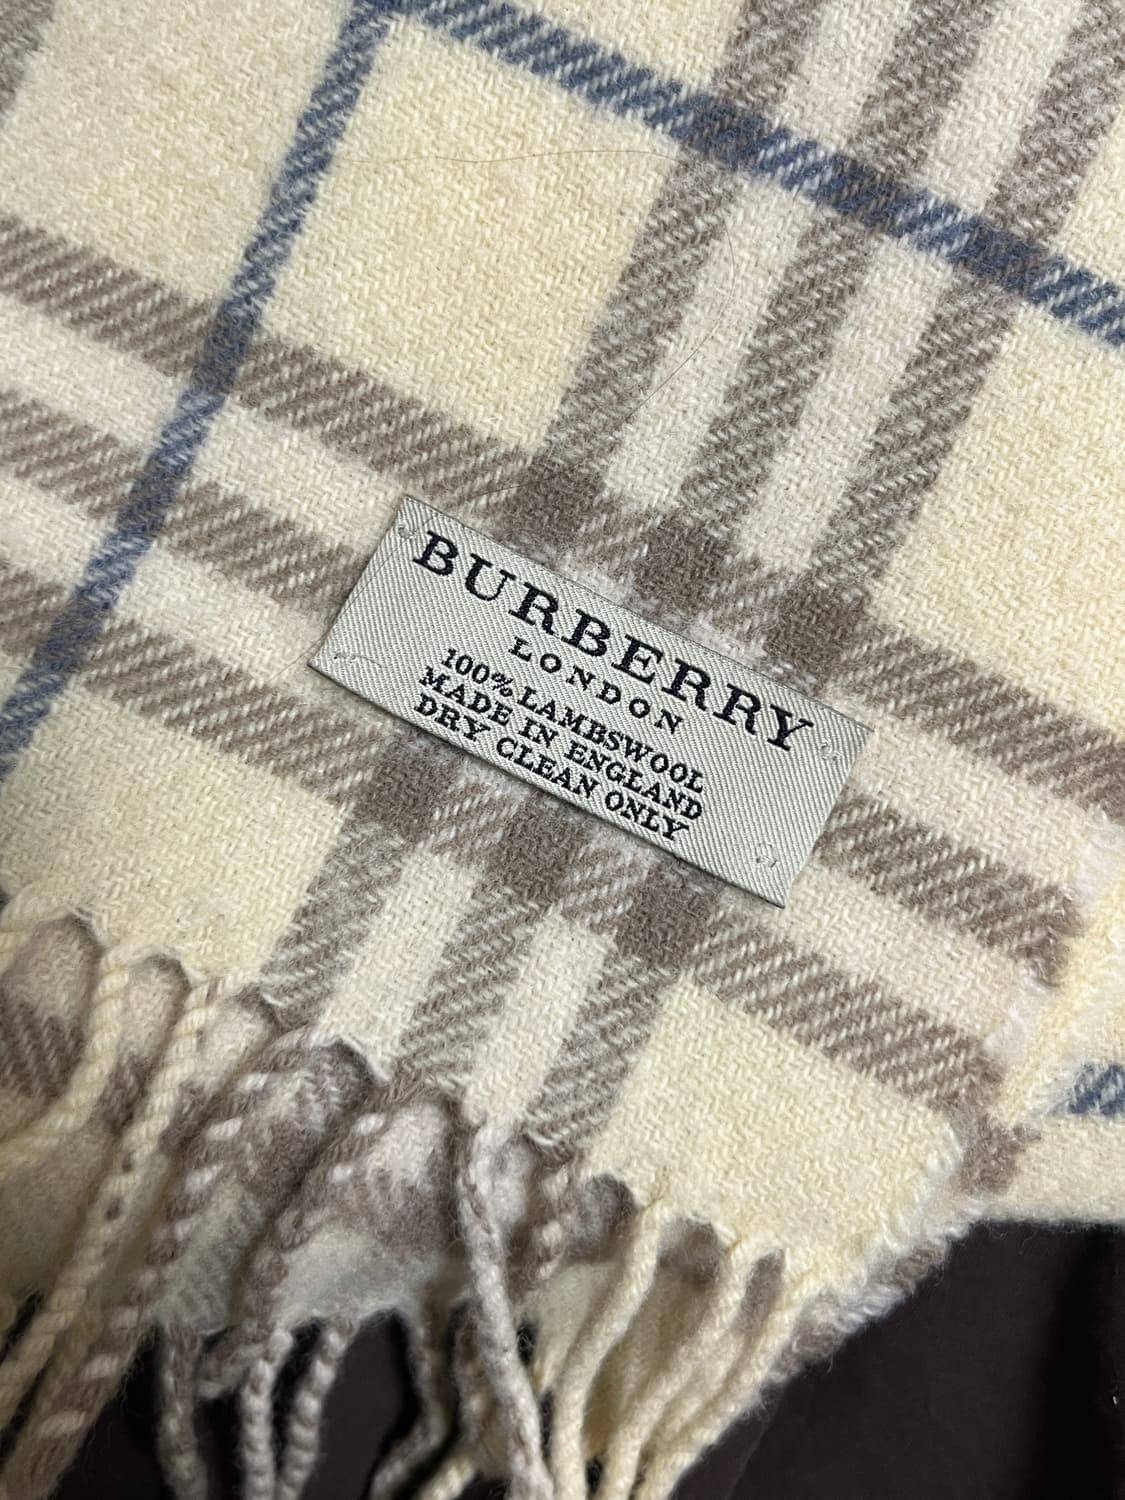 BURBERRY
LONDON
100% LAMBSWOOL
MADE IN ENGLAND
DRY CLEAN ONLY